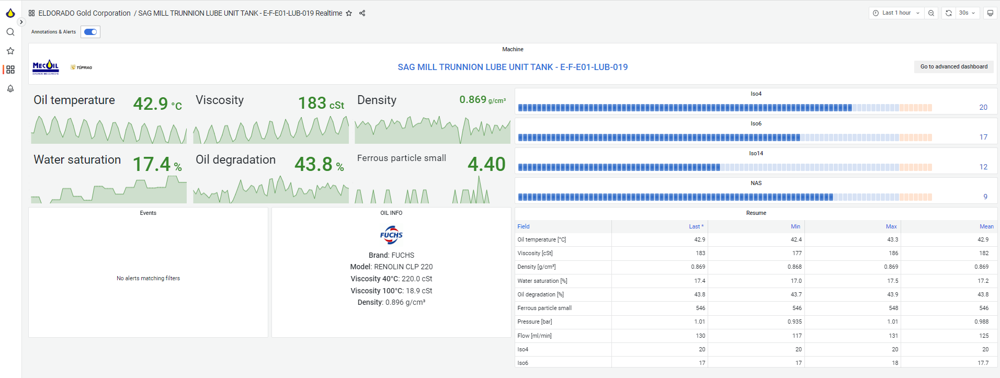 ELDORADO Gold Corporation / SAG MILL TRUNNION LUBE UNIT TANK - E-F-E01-LUB-019 Realtime
Last 1 hour
30s
Annotations & Alerts
Machine
MECOIL
DIAGNOSI MECCANICHE
TÜPRAG
SAG MILL TRUNNION LUBE UNIT TANK - E-F-E01-LUB-019
Go to advanced dashboard
Oil temperature 42.9 °C
Viscosity 183 cSt
Density 0.869 g/cm³
Water saturation 17.4 %
Oil degradation 43.8 %
Ferrous particle small 4.40
Iso4
20
Iso6
17
Iso14
12
NAS
9
Events
No alerts matching filters
OIL INFO
FUCHS
Brand: FUCHS
Model: RENOLIN CLP 220
Viscosity 40°C: 220.0 cSt
Viscosity 100°C: 18.9 cSt
Density: 0.896 g/cm³
Resume
Field Last * Min Max Mean
Oil temperature [°C] 42.9 42.4 43.3 42.9
Viscosity [cSt] 183 177 186 182
Density [g/cm³] 0.869 0.868 0.869 0.869
Water saturation [%] 17.4 17.0 17.5 17.2
Oil degradation [%] 43.8 43.7 43.9 43.8
Ferrous particle small 546 546 548 546
Pressure [bar] 1.01 0.935 1.01 0.988
Flow [ml/min] 130 117 131 125
Iso4 20 20 20 20
Iso6 17 17 18 17.7